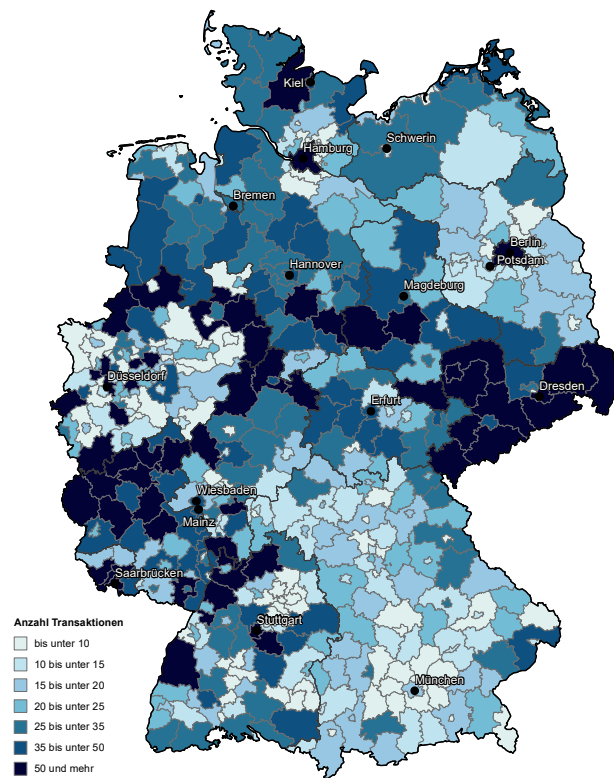 Kiel
Schwerin
Hamburg
Bremen
Berlin
Potsdam
Hannover
Magdeburg
Düsseldorf
Dresden
Erfurt
Wiesbaden
Mainz
Saarbrücken
Stuttgart
München
Anzahl Transaktionen
bis unter 10
10 bis unter 15
15 bis unter 20
20 bis unter 25
25 bis unter 35
35 bis unter 50
50 und mehr